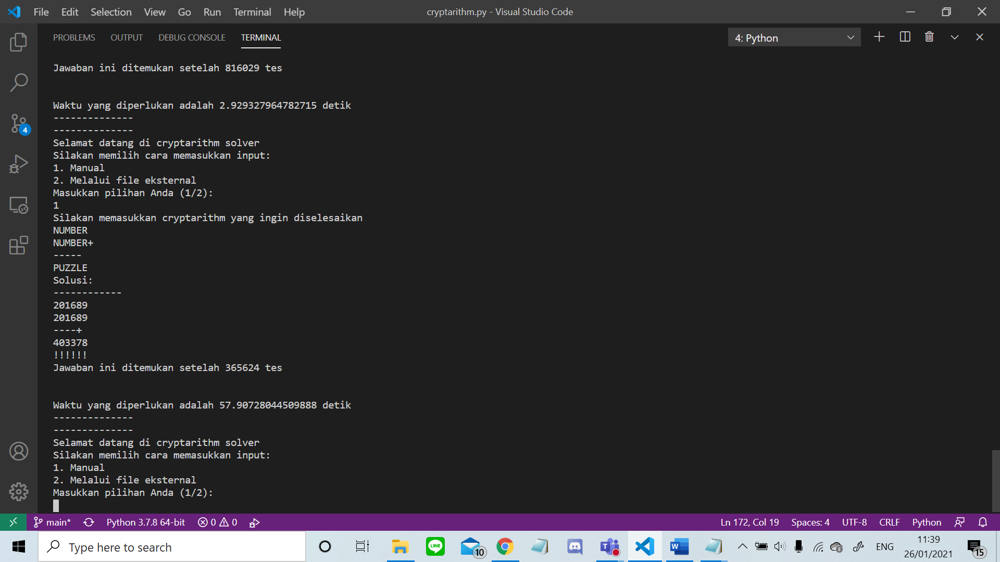 File Edit Selection View Go Run Terminal Help
cryptarithm.py - Visual Studio Code
PROBLEMS OUTPUT DEBUG CONSOLE TERMINAL
4: Python
Jawaban ini ditemukan setelah 816029 tes
Waktu yang diperlukan adalah 2.929327964782715 detik
--------------
--------------
Selamat datang di cryptarithm solver
Silakan memilih cara memasukkan input:
1. Manual
2. Melalui file eksternal
Masukkan pilihan Anda (1/2):
1
Silakan memasukkan cryptarithm yang ingin diselesaikan
NUMBER
NUMBER+
-----
PUZZLE
Solusi:
------------
201689
201689
----+
403378
!!!!!!
Jawaban ini ditemukan setelah 365624 tes
Waktu yang diperlukan adalah 57.90728044509888 detik
--------------
--------------
Selamat datang di cryptarithm solver
Silakan memilih cara memasukkan input:
1. Manual
2. Melalui file eksternal
Masukkan pilihan Anda (1/2):
4
main* Python 3.7.8 64-bit 0 0 Ln 172, Col 19 Spaces: 4 UTF-8 CRLF Python
Type here to search
LINE
10
T
W
ENG
11:39
26/01/2021
15